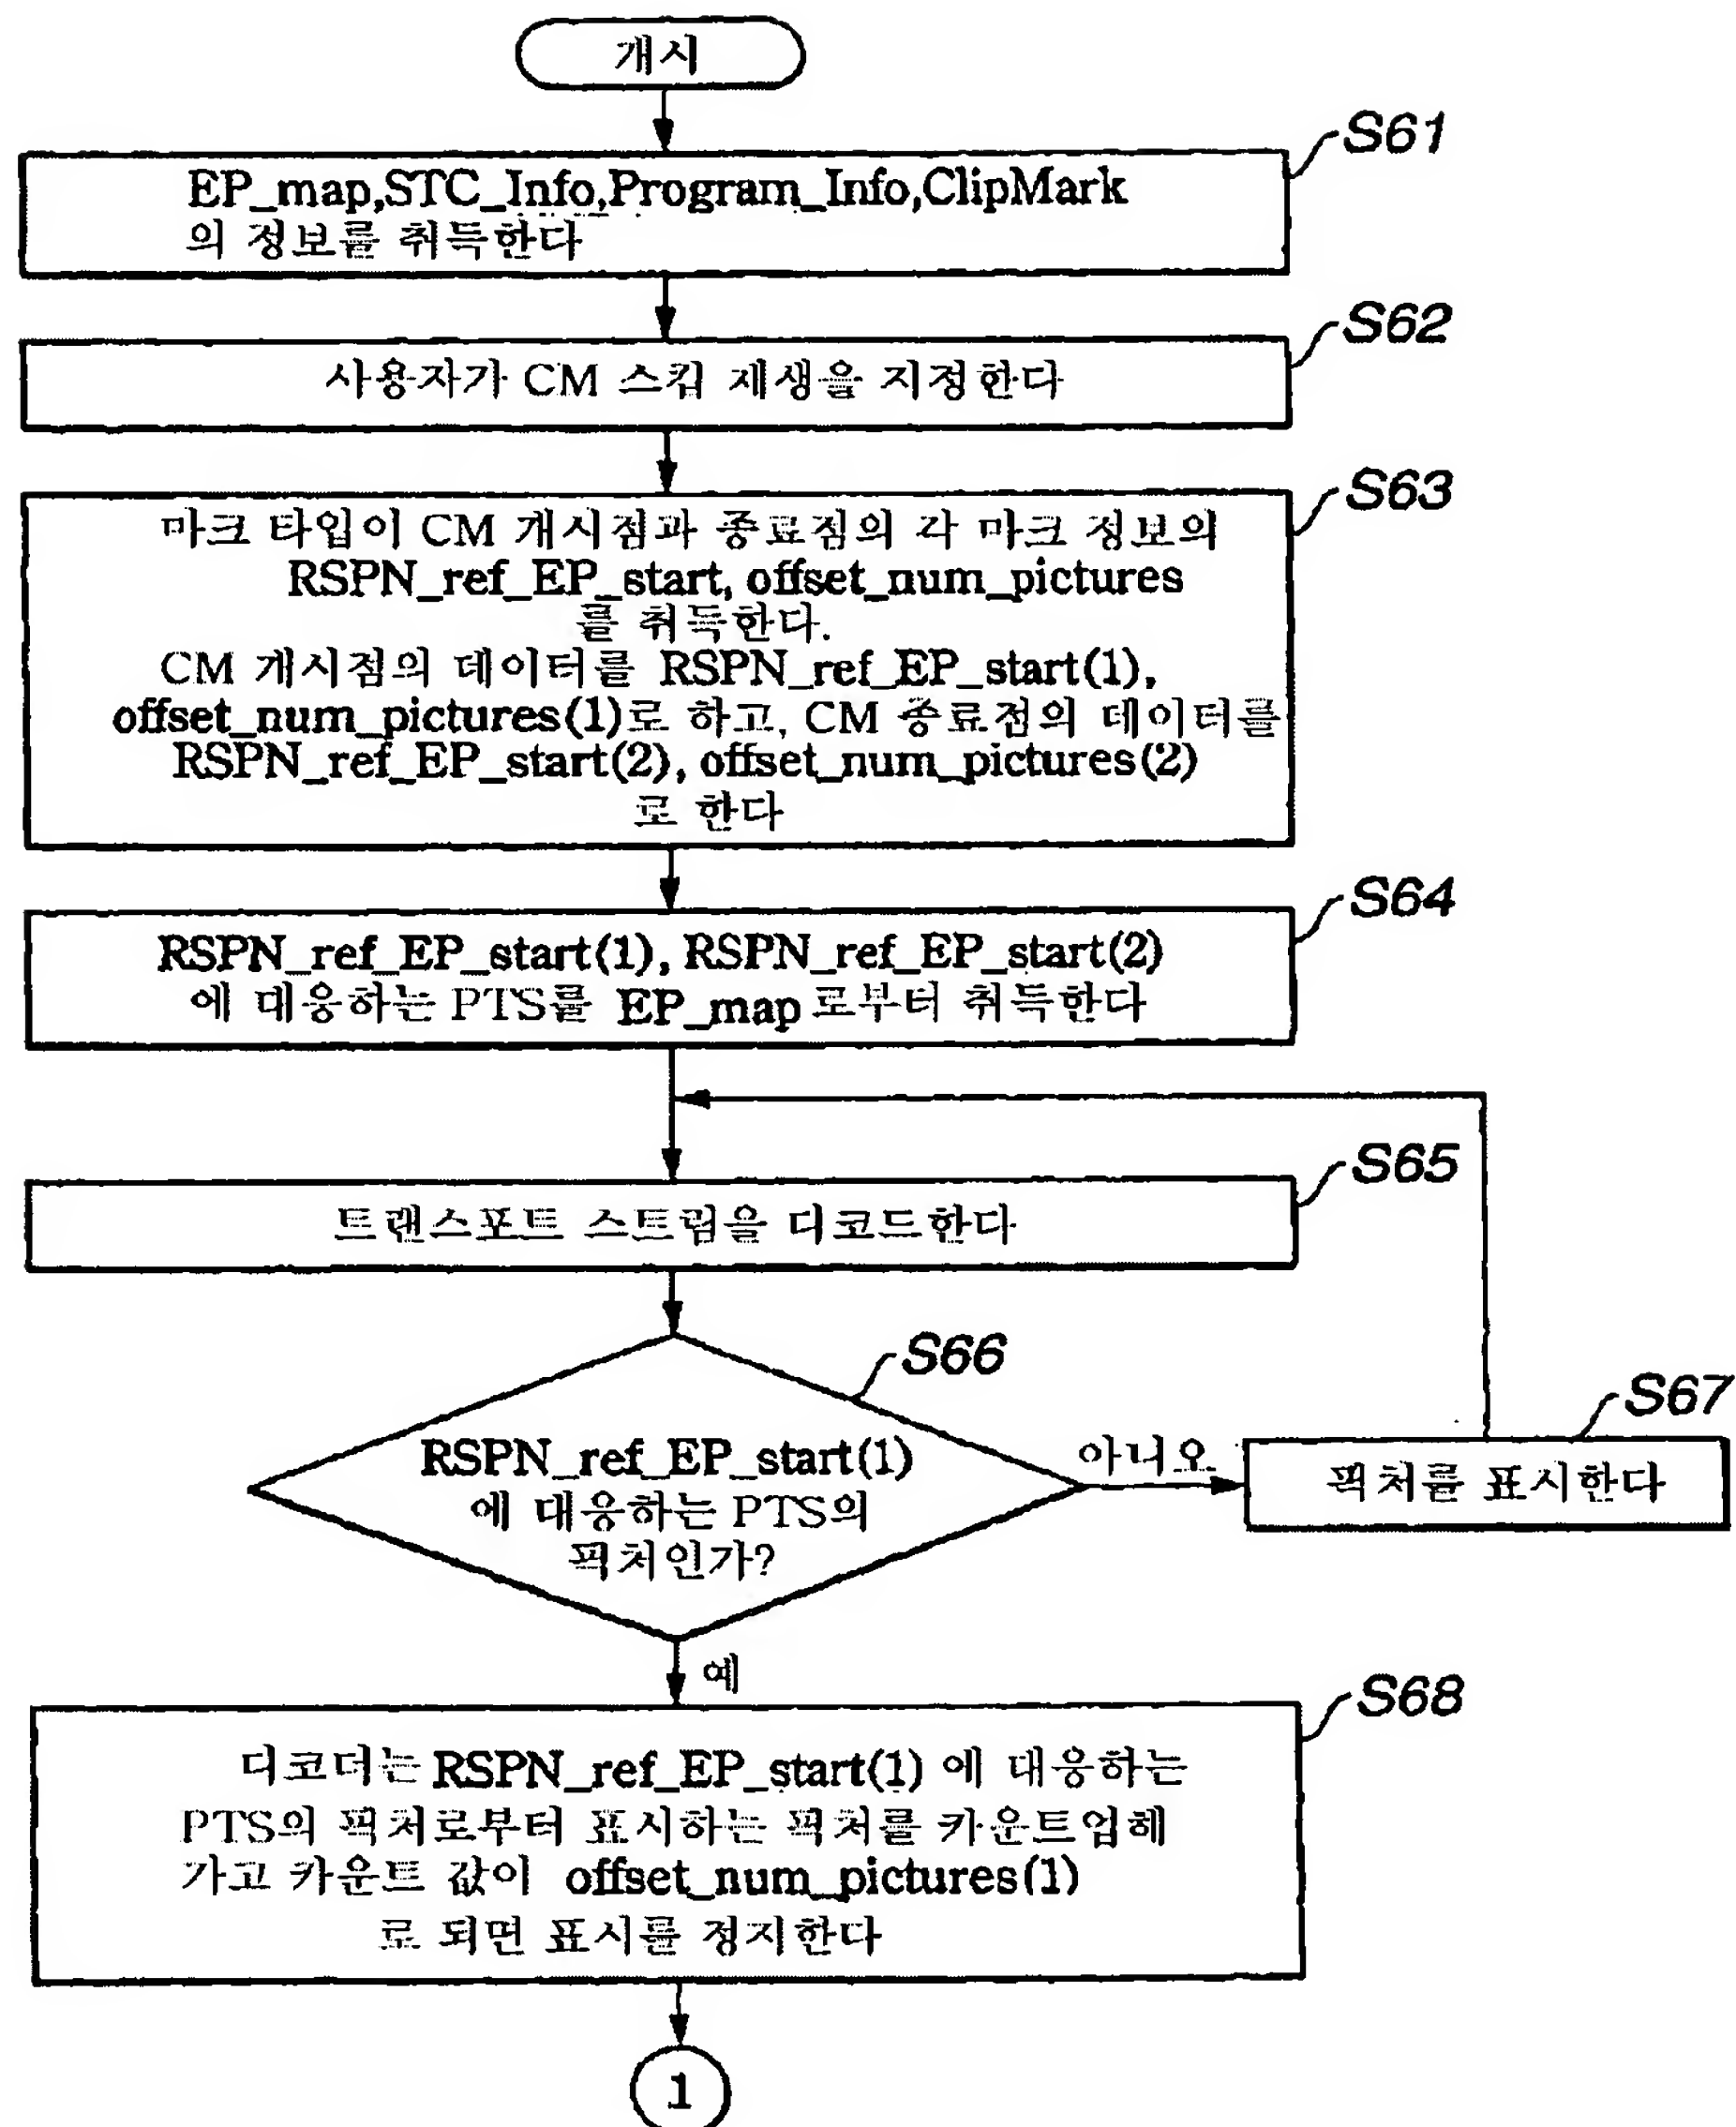 개시
S61
EP_map,STC_Info,Program_Info,ClipMark
의 정보를 취득한다
S62
사용자가 CM 스킵 재생을 지정한다
S63
마크 타입이 CM 개시점과 종료점의 각 마크 정보의
RSPN_ref_EP_start, offset_num_pictures
를 취득한다.
CM 개시점의 데이터를 RSPN_ref_EP_start(1),
offset_num_pictures(1)로 하고, CM 종료점의 데이터를
RSPN_ref_EP_start(2), offset_num_pictures(2)
로 한다
S64
RSPN_ref_EP_start(1), RSPN_ref_EP_start(2)
에 대응하는 PTS를 EP_map로부터 취득한다
S65
트랜스포트 스트림을 디코드한다
S66
RSPN_ref_EP_start(1)
에 대응하는 PTS의
픽처인가?
아니오
S67
픽처를 표시한다
예
S68
디코더는 RSPN_ref_EP_start(1) 에 대응하는
PTS의 픽처로부터 표시하는 픽처를 카운트업해
가고 카운트 값이 offset_num_pictures(1)
로 되면 표시를 정지한다
1